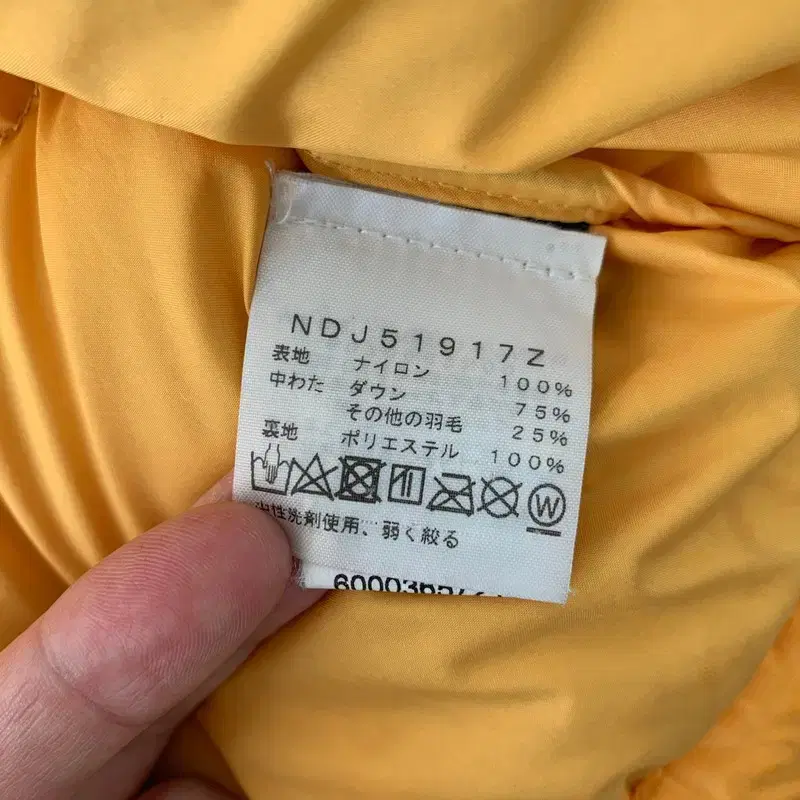 NDJ51917Z
表地 ナイロン 100%
中わた ダウン 75%
その他の羽毛 25%
裏地 ポリエステル 100%
W
性洗剤使用、弱く絞る